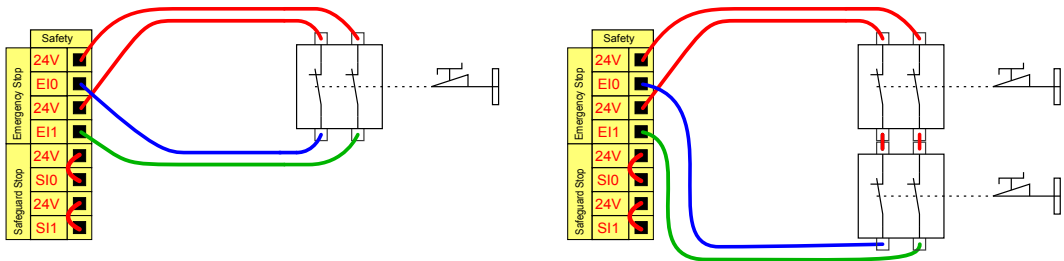 Safety
Emergency Stop
24V
EI0
24V
EI1
Safeguard Stop
24V
SI0
24V
SI1
Safety
Emergency Stop
24V
EI0
24V
EI1
Safeguard Stop
24V
SI0
24V
SI1